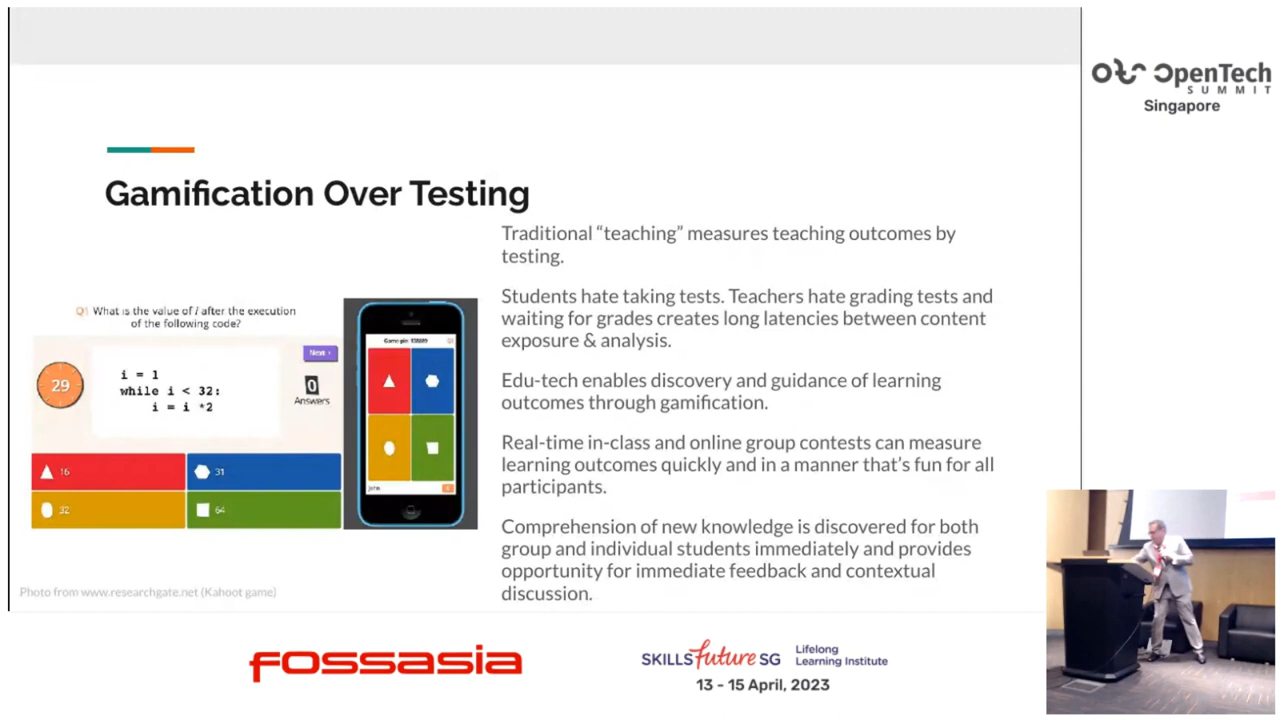 OpenTech
SUMMIT
Singapore
Gamification Over Testing
Traditional “teaching” measures teaching outcomes by
testing.
Students hate taking tests. Teachers hate grading tests and
waiting for grades creates long latencies between content
exposure & analysis.
Edu-tech enables discovery and guidance of learning
outcomes through gamification.
Real-time in-class and online group contests can measure
learning outcomes quickly and in a manner that’s fun for all
participants.
Comprehension of new knowledge is discovered for both
group and individual students immediately and provides
opportunity for immediate feedback and contextual
discussion.
Q1 What is the value of i after the execution
of the following code?
29
i = 1
while i < 32:
i = i *2
Next
0
Answers
16
31
32
64
Game pin:
Photo from www.researchgate.net (Kahoot game)
FOSSASIA
SKILLSfuture SG
Lifelong
Learning Institute
13 - 15 April, 2023